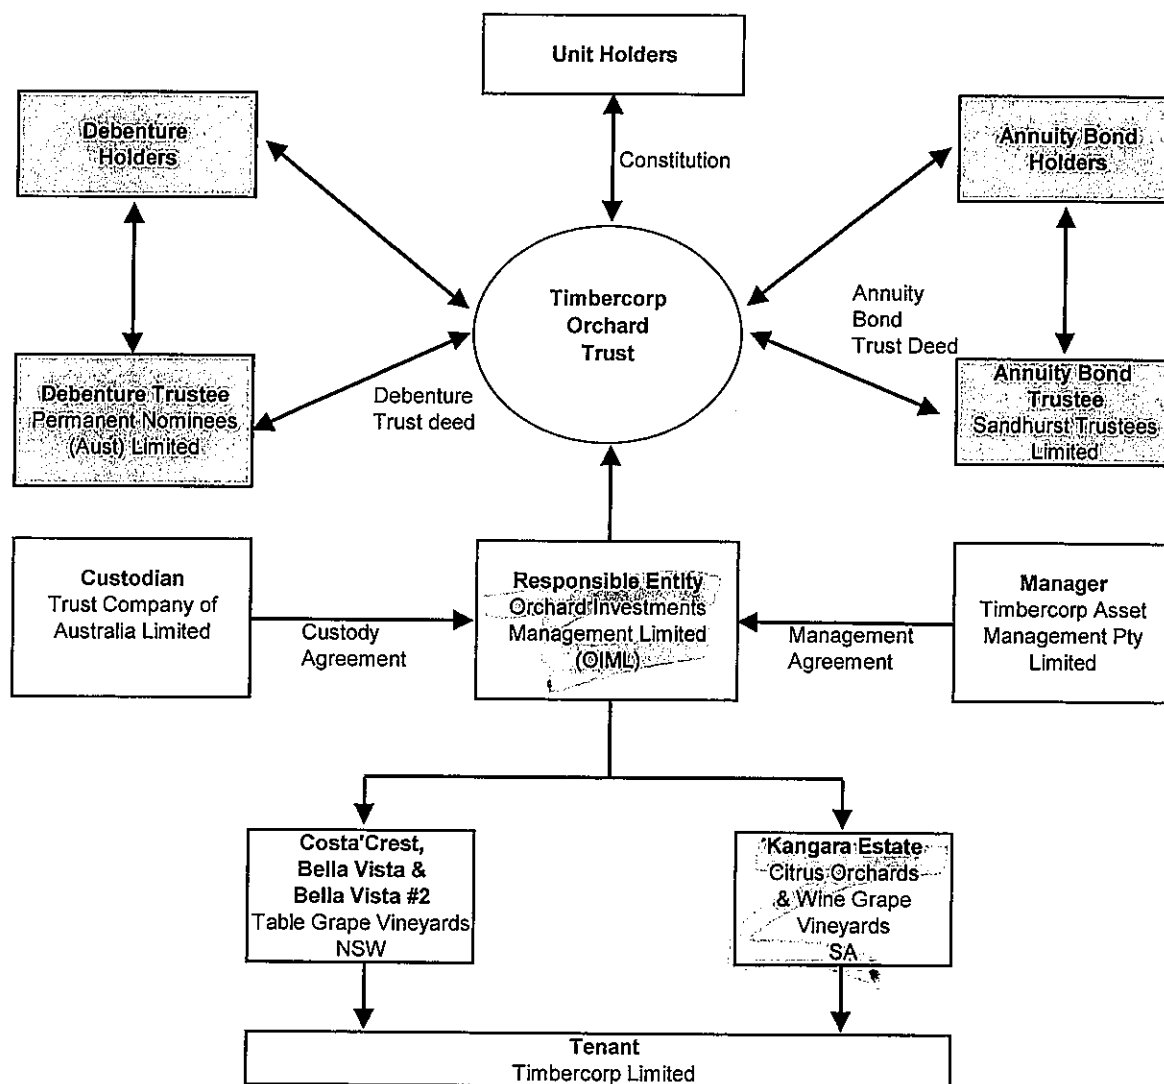 Unit Holders
Debenture
Holders
Constitution
Annuity Bond
Holders
Timbercorp
Orchard
Trust
Annuity
Bond
Trust Deed
Debenture Trustee
Permanent Nominees
(Aust) Limited
Debenture
Trust deed
Annuity Bond
Trustee
Sandhurst Trustees
Limited
Custodian
Trust Company of
Australia Limited
Custody
Agreement
Responsible Entity
Orchard Investments
Management Limited
(OIML)
Management
Agreement
Manager
Timbercorp Asset
Management Pty
Limited
Costa'Crest,
Bella Vista &
Bella Vista #2
Table Grape Vineyards
NSW
'Kangara Estate
Citrus Orchards
& Wine Grape
Vineyards
SA
Tenant
Timbercorp Limited